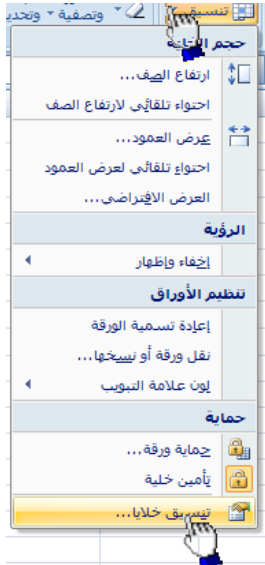 وتصفية ▾ وتحديد
تنسيق ▾
حجم الخلية
ارتفاع الصف...
احتواء تلقائي لارتفاع الصف
عرض العمود...
احتواء تلقائي لعرض العمود
العرض الافتراضي...
الرؤية
إخفاء وإظهار
تنظيم الأوراق
إعادة تسمية الورقة
نقل ورقة أو نسخها...
لون علامة التبويب
حماية
حماية ورقة...
تأمين خلية
تنسيق خلايا...